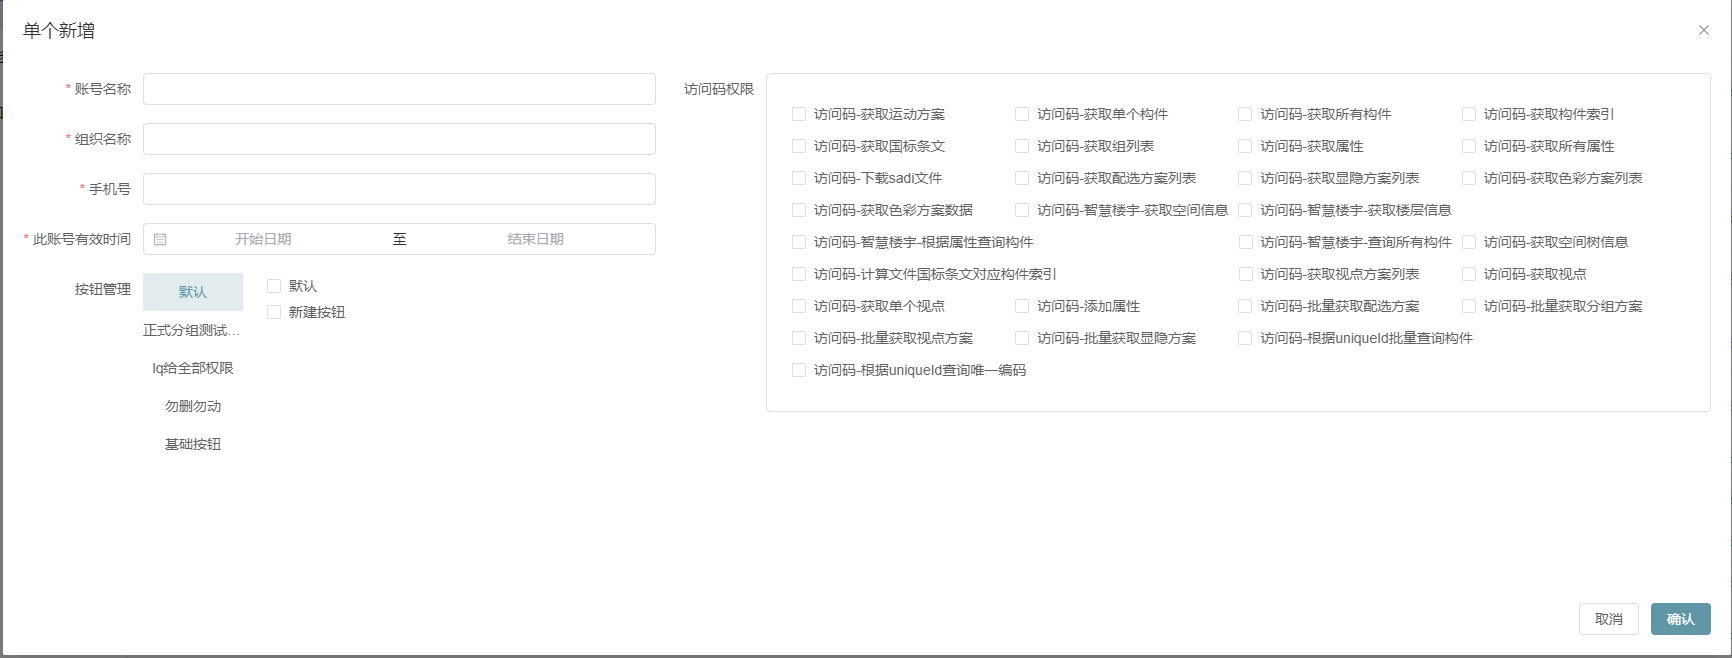 单个新增
* 账号名称
* 组织名称
* 手机号
* 此账号有效时间 开始日期 至 结束日期
按钮管理
默认
正式分组测试...
lq给全部权限
勿删勿动
基础按钮
默认
新建按钮
访问码权限
访问码-获取运动方案 访问码-获取单个构件 访问码-获取所有构件 访问码-获取构件索引
访问码-获取国标条文 访问码-获取组列表 访问码-获取属性 访问码-获取所有属性
访问码-下载sadi文件 访问码-获取配选方案列表 访问码-获取显隐方案列表 访问码-获取色彩方案列表
访问码-获取色彩方案数据 访问码-智慧楼宇-获取空间信息 访问码-智慧楼宇-获取楼层信息
访问码-智慧楼宇-根据属性查询构件 访问码-智慧楼宇-查询所有构件 访问码-获取空间树信息
访问码-计算文件国标条文对应构件索引 访问码-获取视点方案列表 访问码-获取视点
访问码-获取单个视点 访问码-添加属性 访问码-批量获取配选方案 访问码-批量获取分组方案
访问码-批量获取视点方案 访问码-批量获取显隐方案 访问码-根据uniqueId批量查询构件
访问码-根据uniqueId查询唯一编码
取消 确认